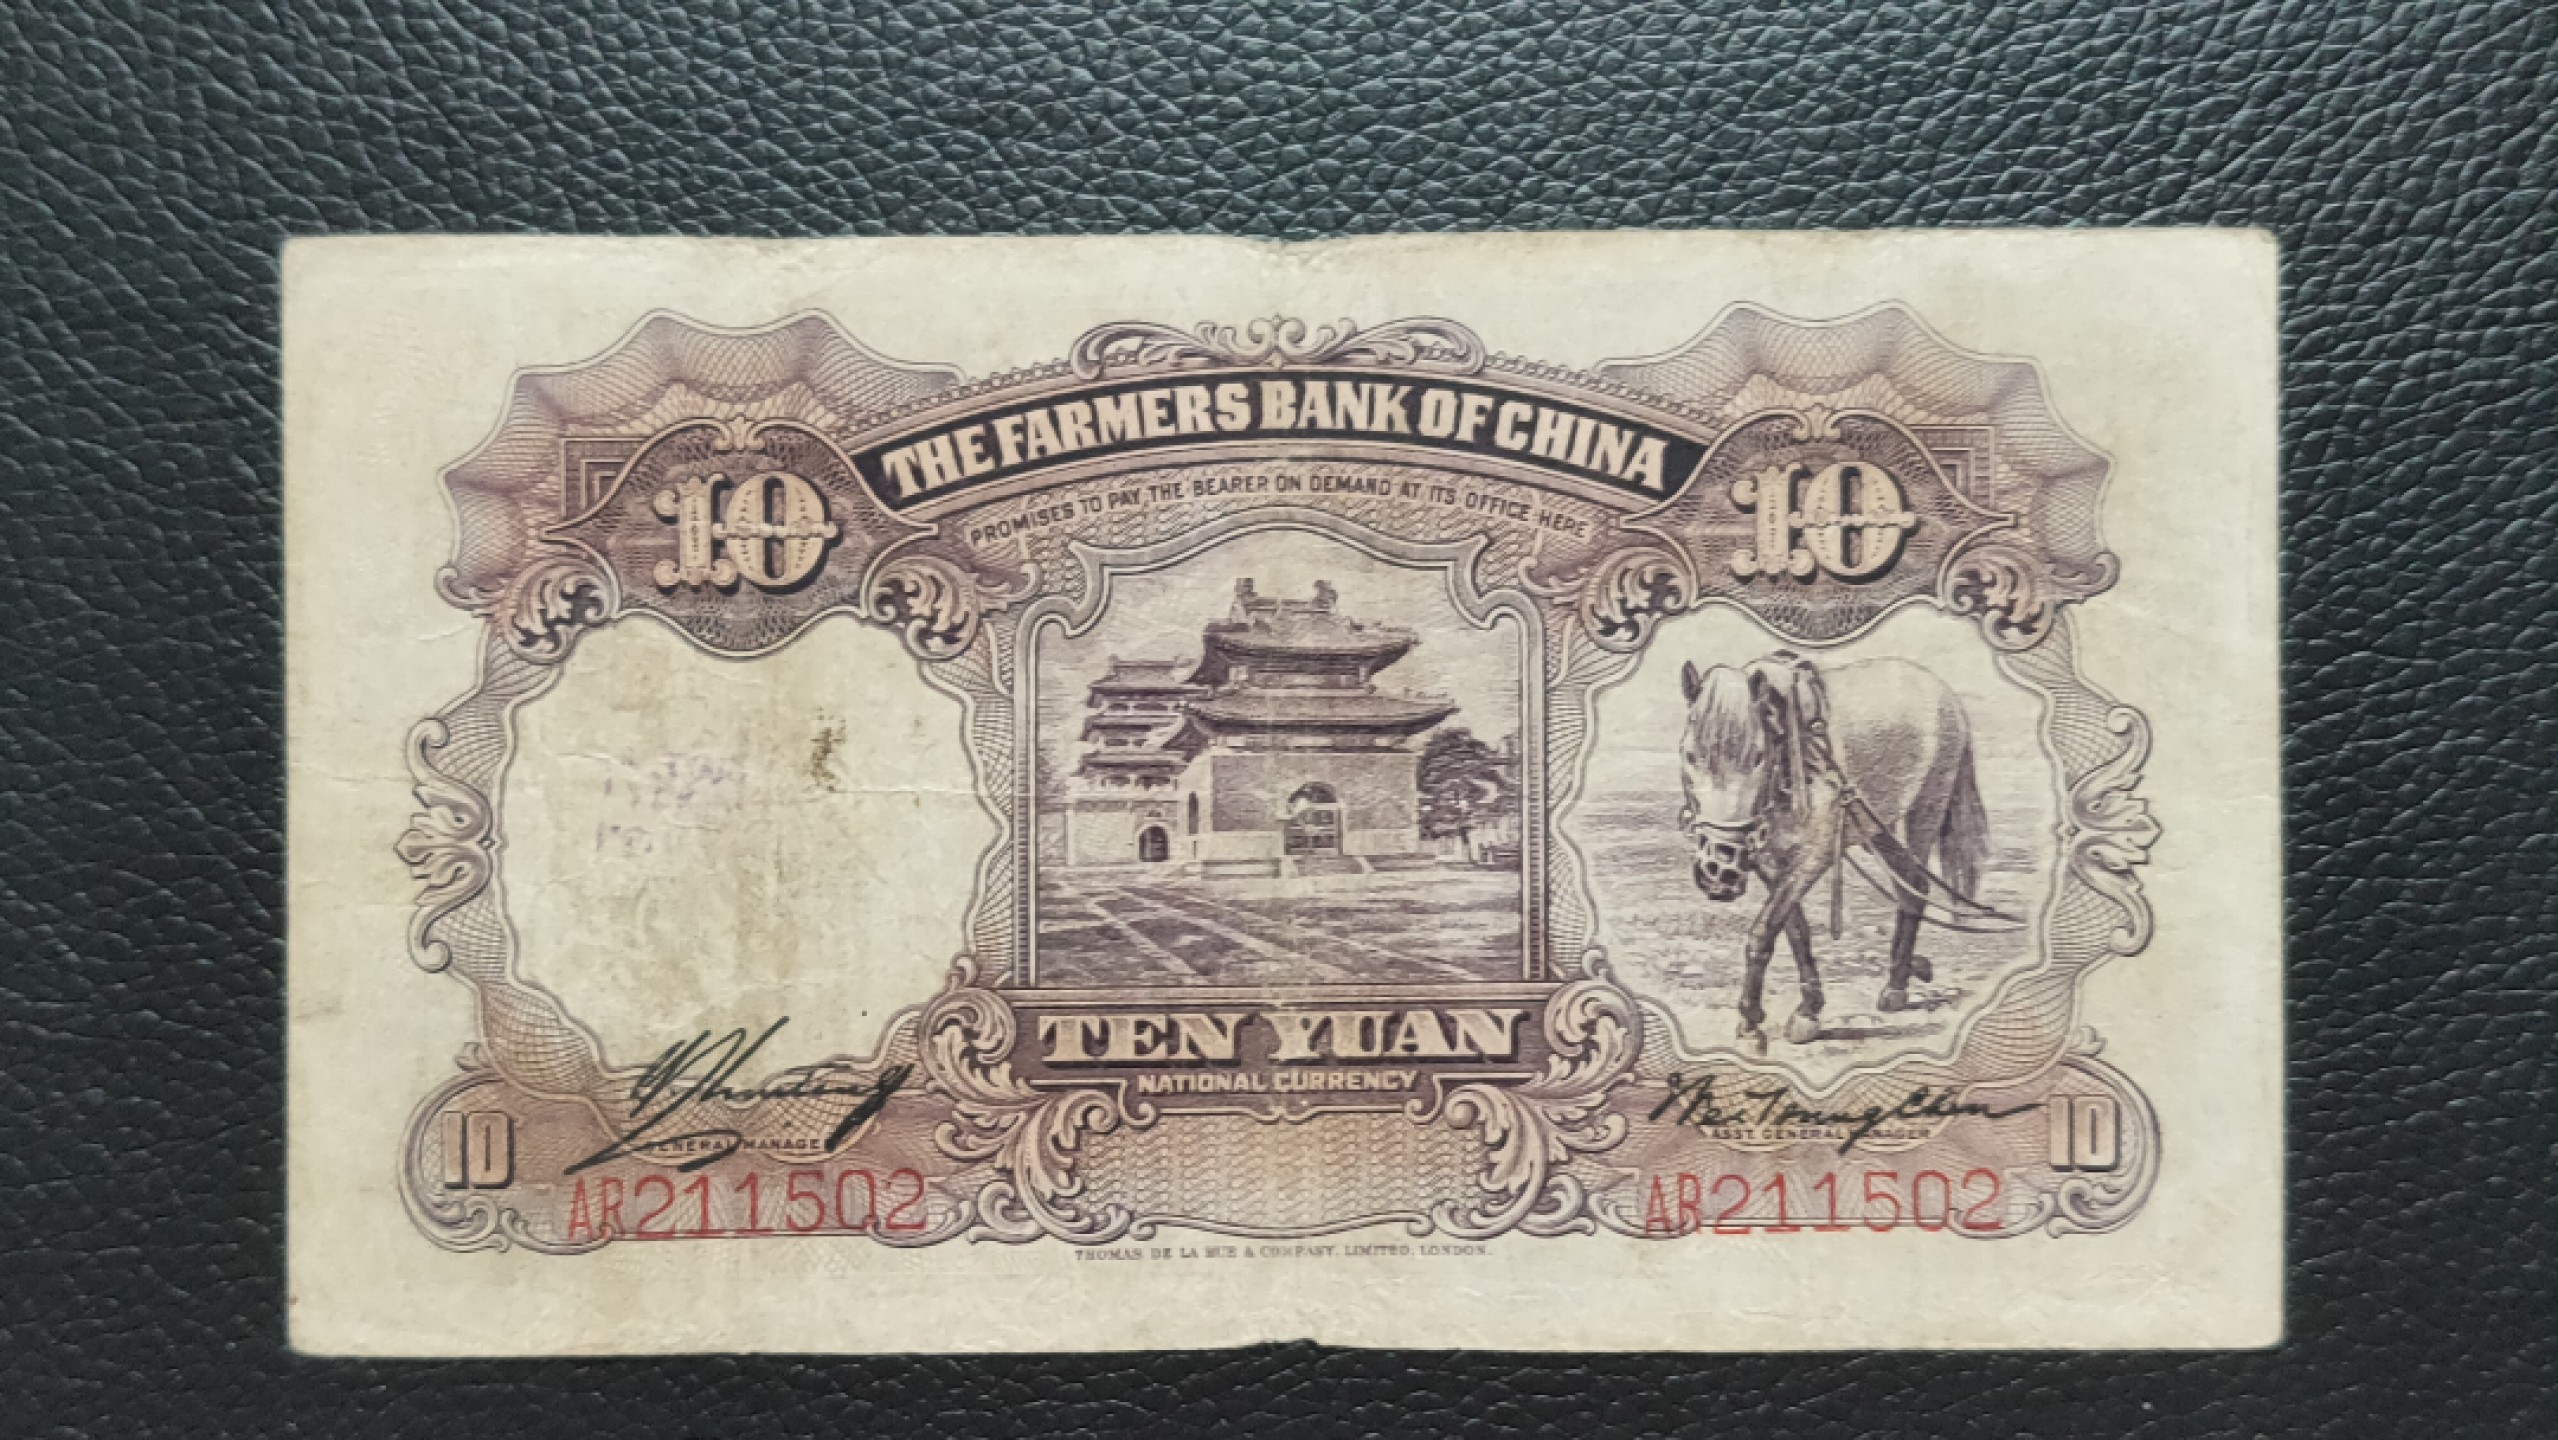 THE FARMERS BANK OF CHINA
PROMISES TO PAY THE BEARER ON DEMAND AT ITS OFFICE HERE
10
10
TEN YUAN
NATIONAL CURRENCY
10
GENERAL MANAGER
ASST. GENERAL MANAGER
10
AR211502
AR211502
THOMAS DE LA RUE & COMPANY, LIMITED, LONDON.